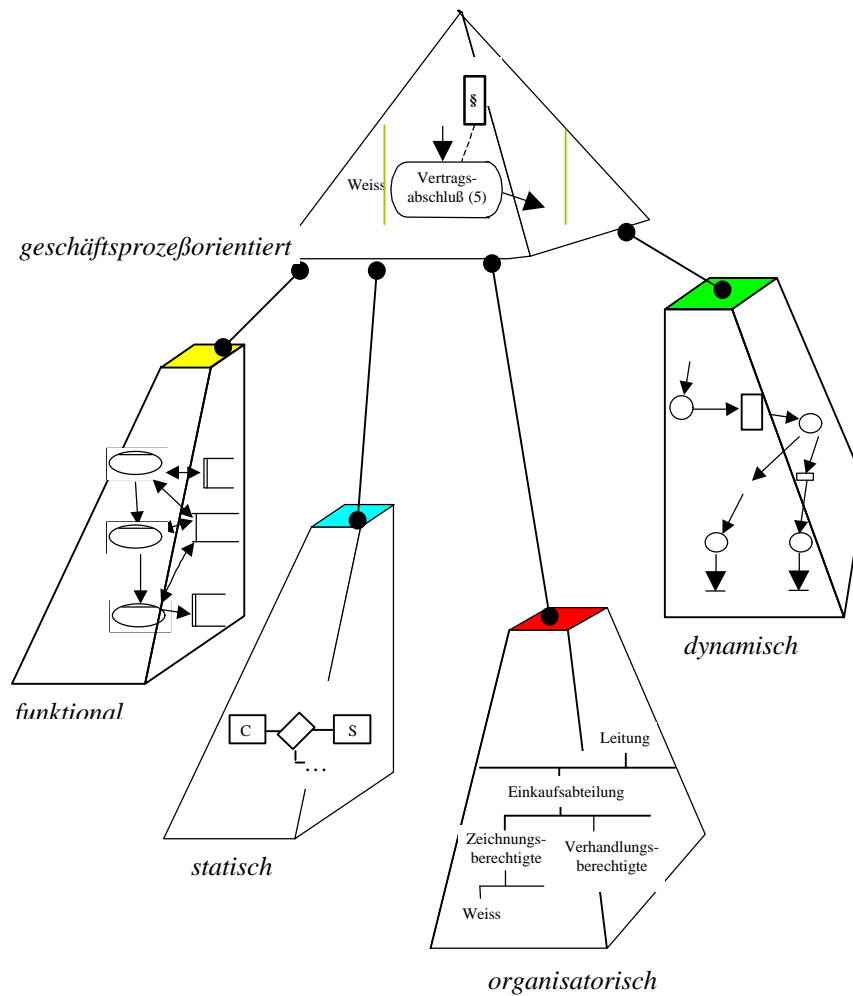 §
Weiss
Vertrags-
abschluß (5)
geschäftsprozeßorientiert
funktional
C
S
...
statisch
dynamisch
Leitung
Einkaufsabteilung
Zeichnungs-
berechtigte
Verhandlungs-
berechtigte
Weiss
organisatorisch